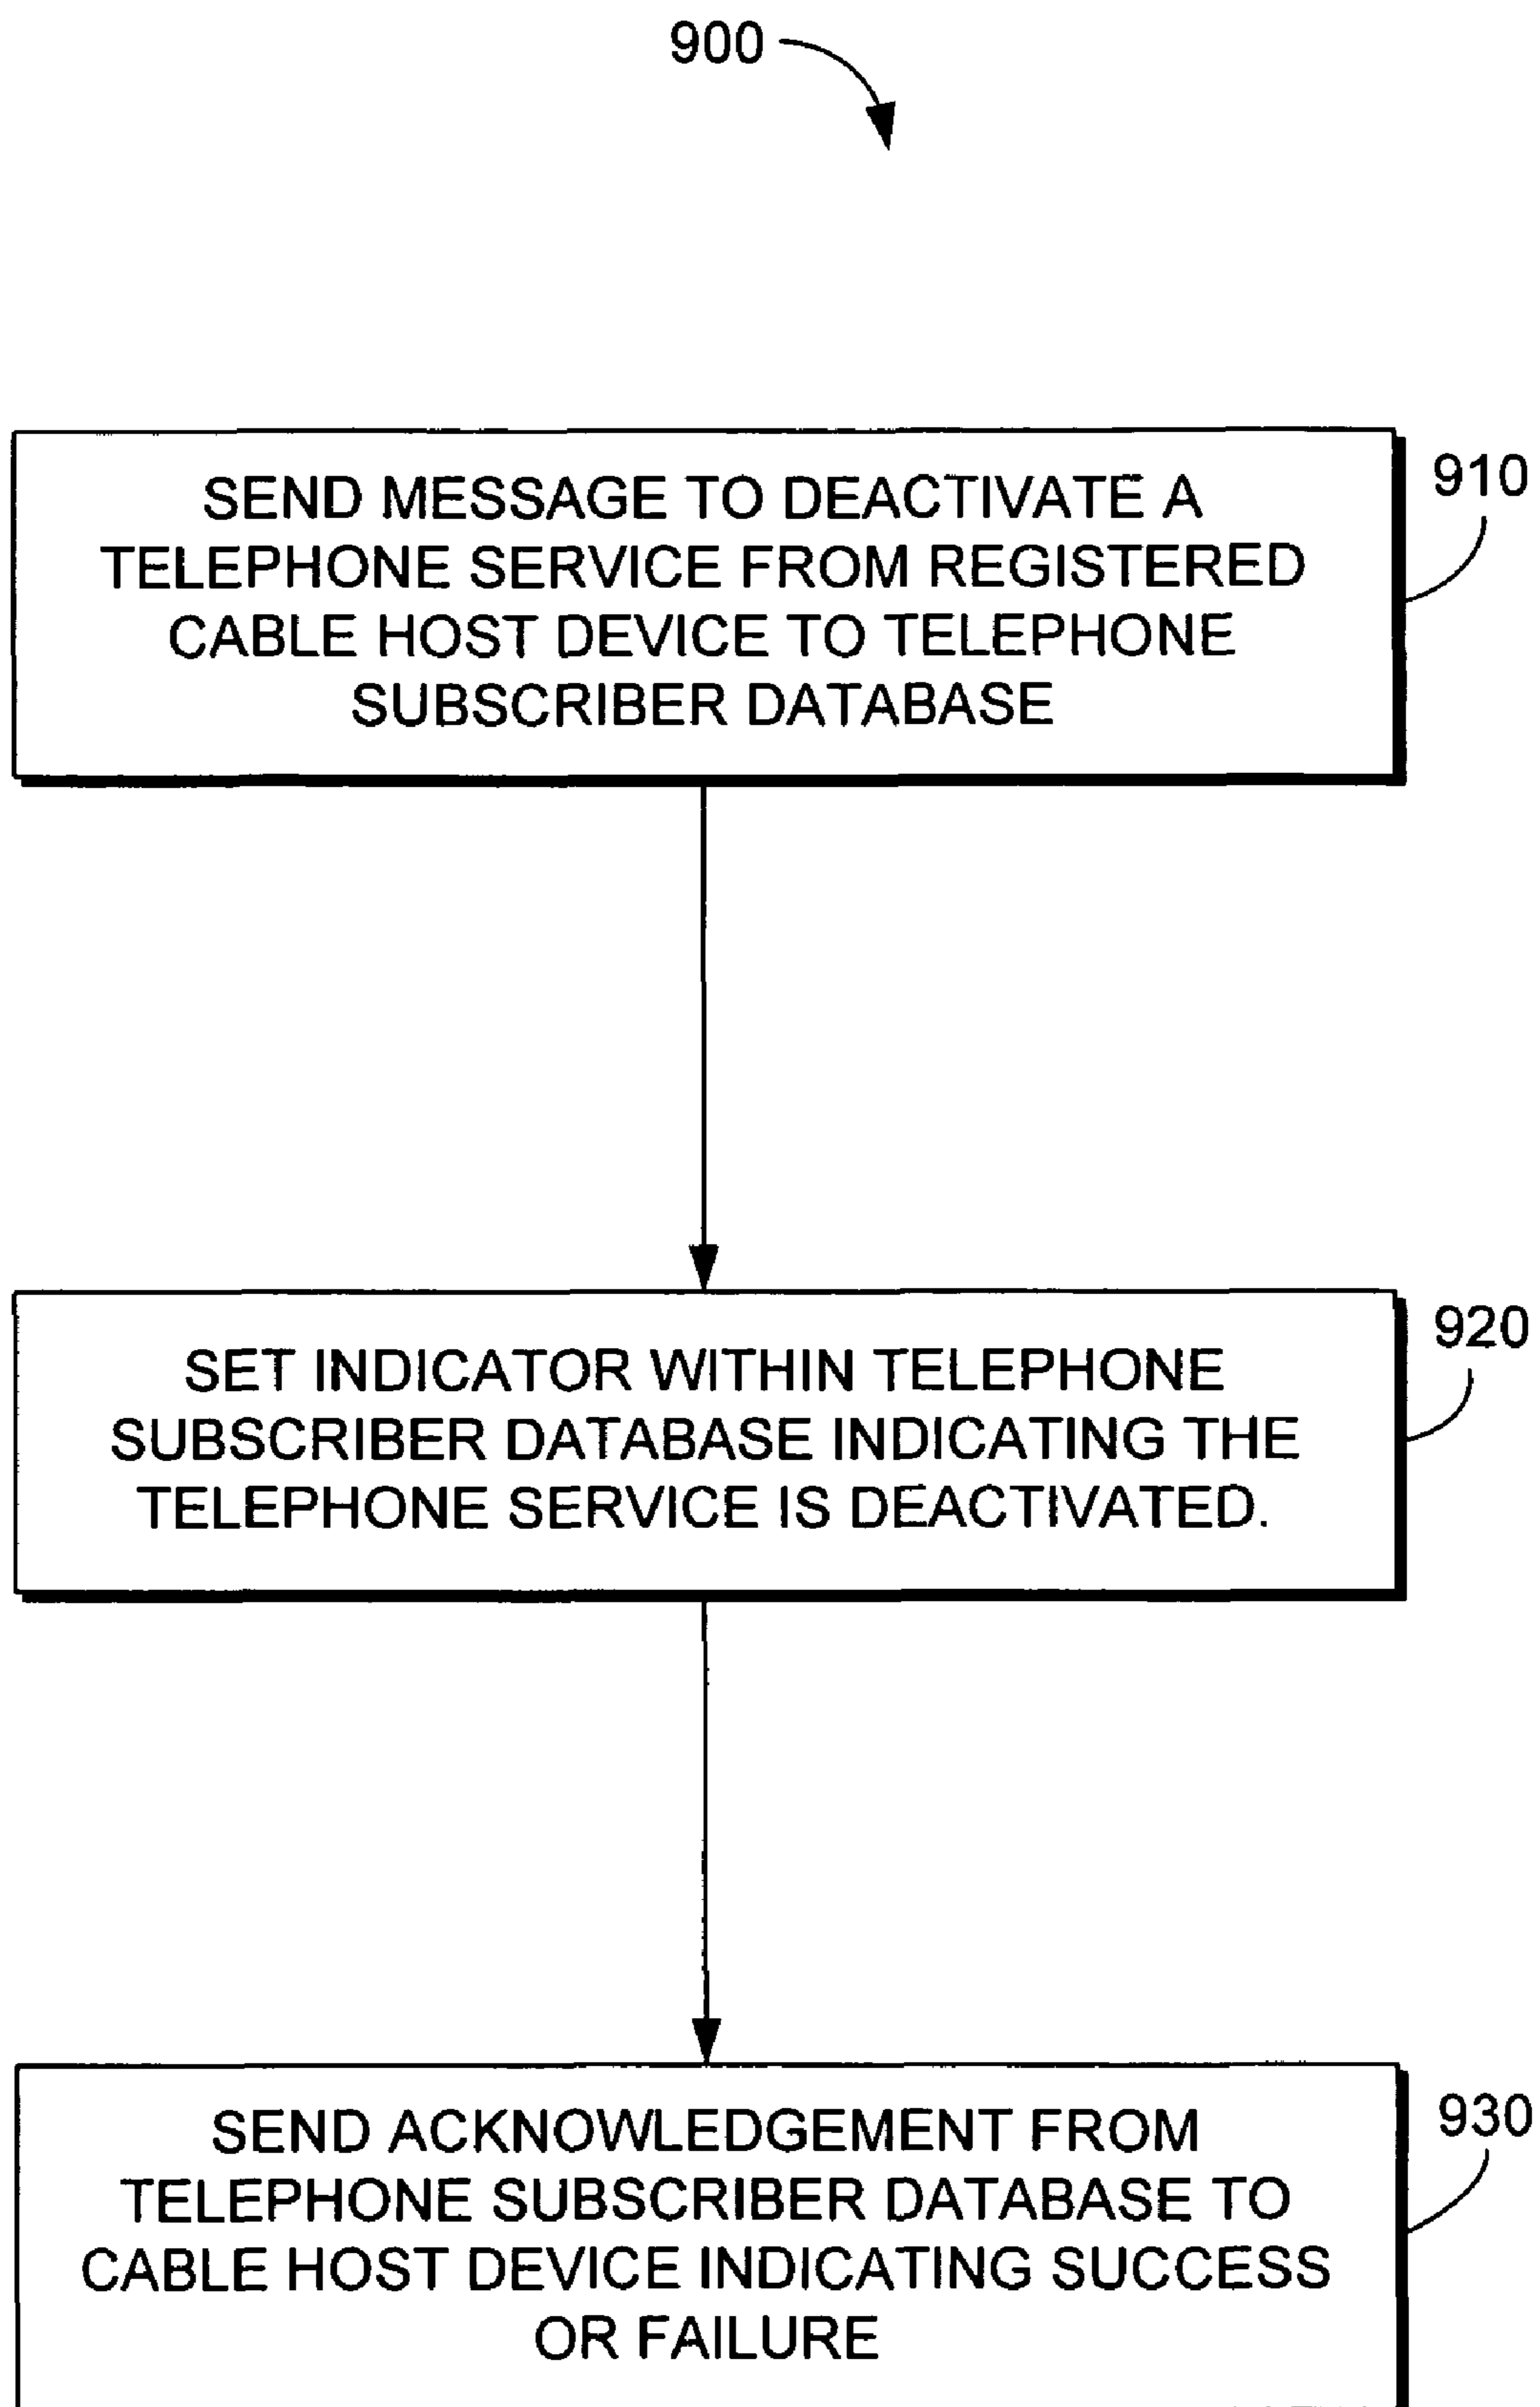 900
SEND MESSAGE TO DEACTIVATE A
TELEPHONE SERVICE FROM REGISTERED
CABLE HOST DEVICE TO TELEPHONE
SUBSCRIBER DATABASE
910
SET INDICATOR WITHIN TELEPHONE
SUBSCRIBER DATABASE INDICATING THE
TELEPHONE SERVICE IS DEACTIVATED.
920
SEND ACKNOWLEDGEMENT FROM
TELEPHONE SUBSCRIBER DATABASE TO
CABLE HOST DEVICE INDICATING SUCCESS
OR FAILURE
930